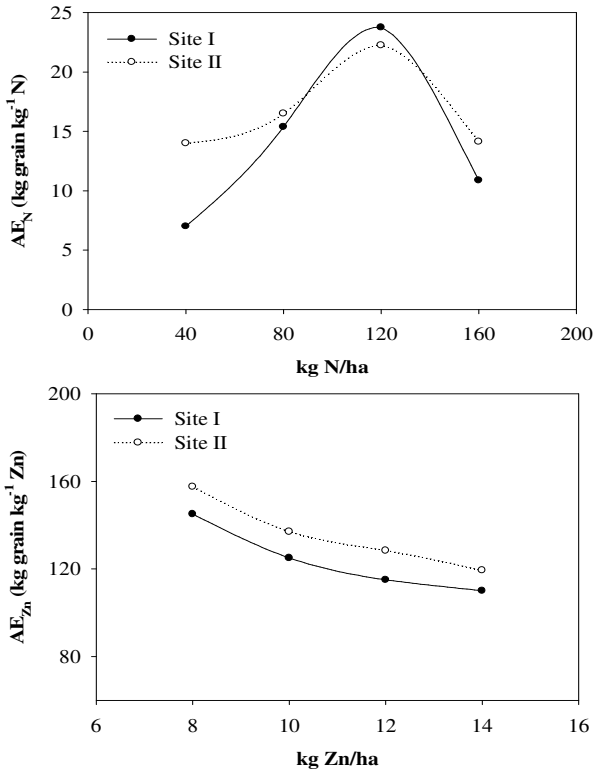 25
Site I
Site II
20
15
10
5
0
AE_N (kg grain kg⁻¹ N)
0 40 80 120 160 200
kg N/ha
200
Site I
Site II
160
120
80
AE_Zn (kg grain kg⁻¹ Zn)
6 8 10 12 14 16
kg Zn/ha